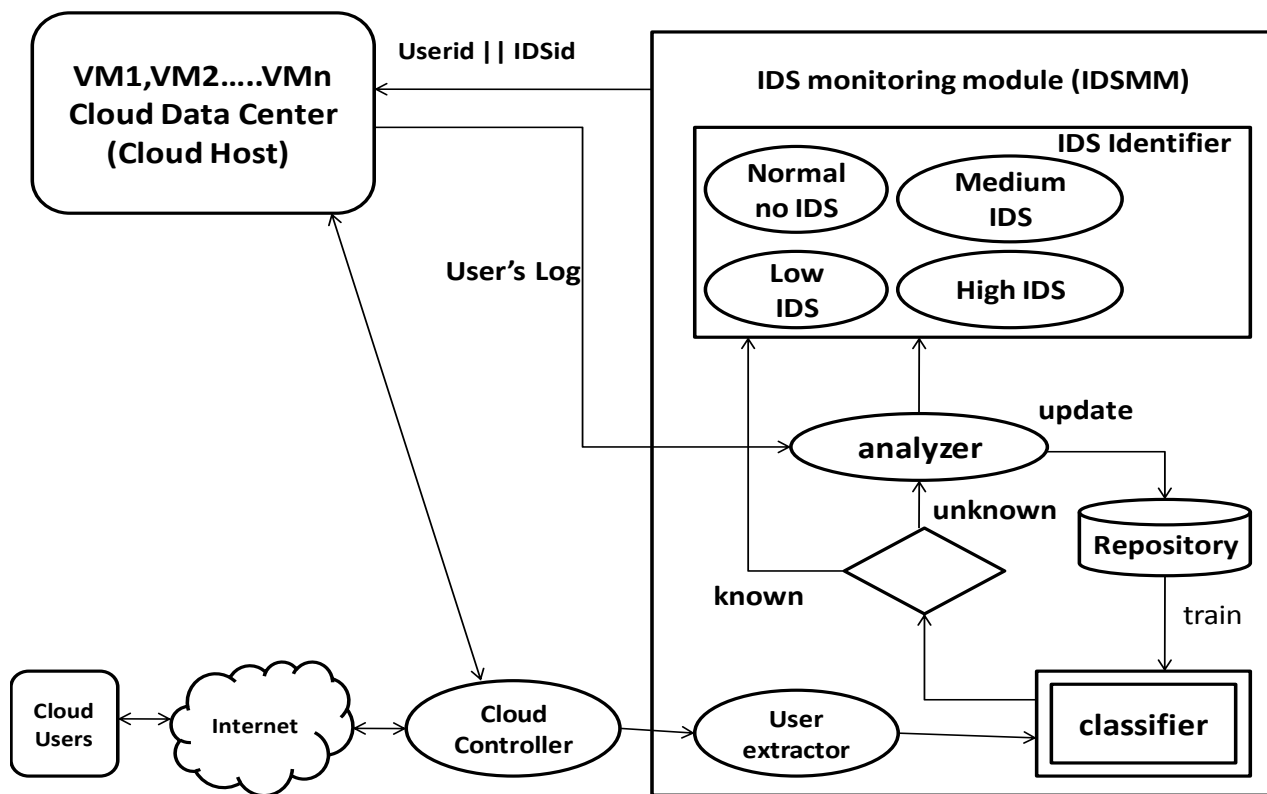 Userid || IDSid
VM1,VM2.....VMn
Cloud Data Center
(Cloud Host)
IDS monitoring module (IDSMM)
IDS Identifier
Normal
no IDS
Medium
IDS
Low
IDS
High IDS
User’s Log
update
analyzer
unknown
Repository
known
train
Cloud
Users
Internet
Cloud
Controller
User
extractor
classifier